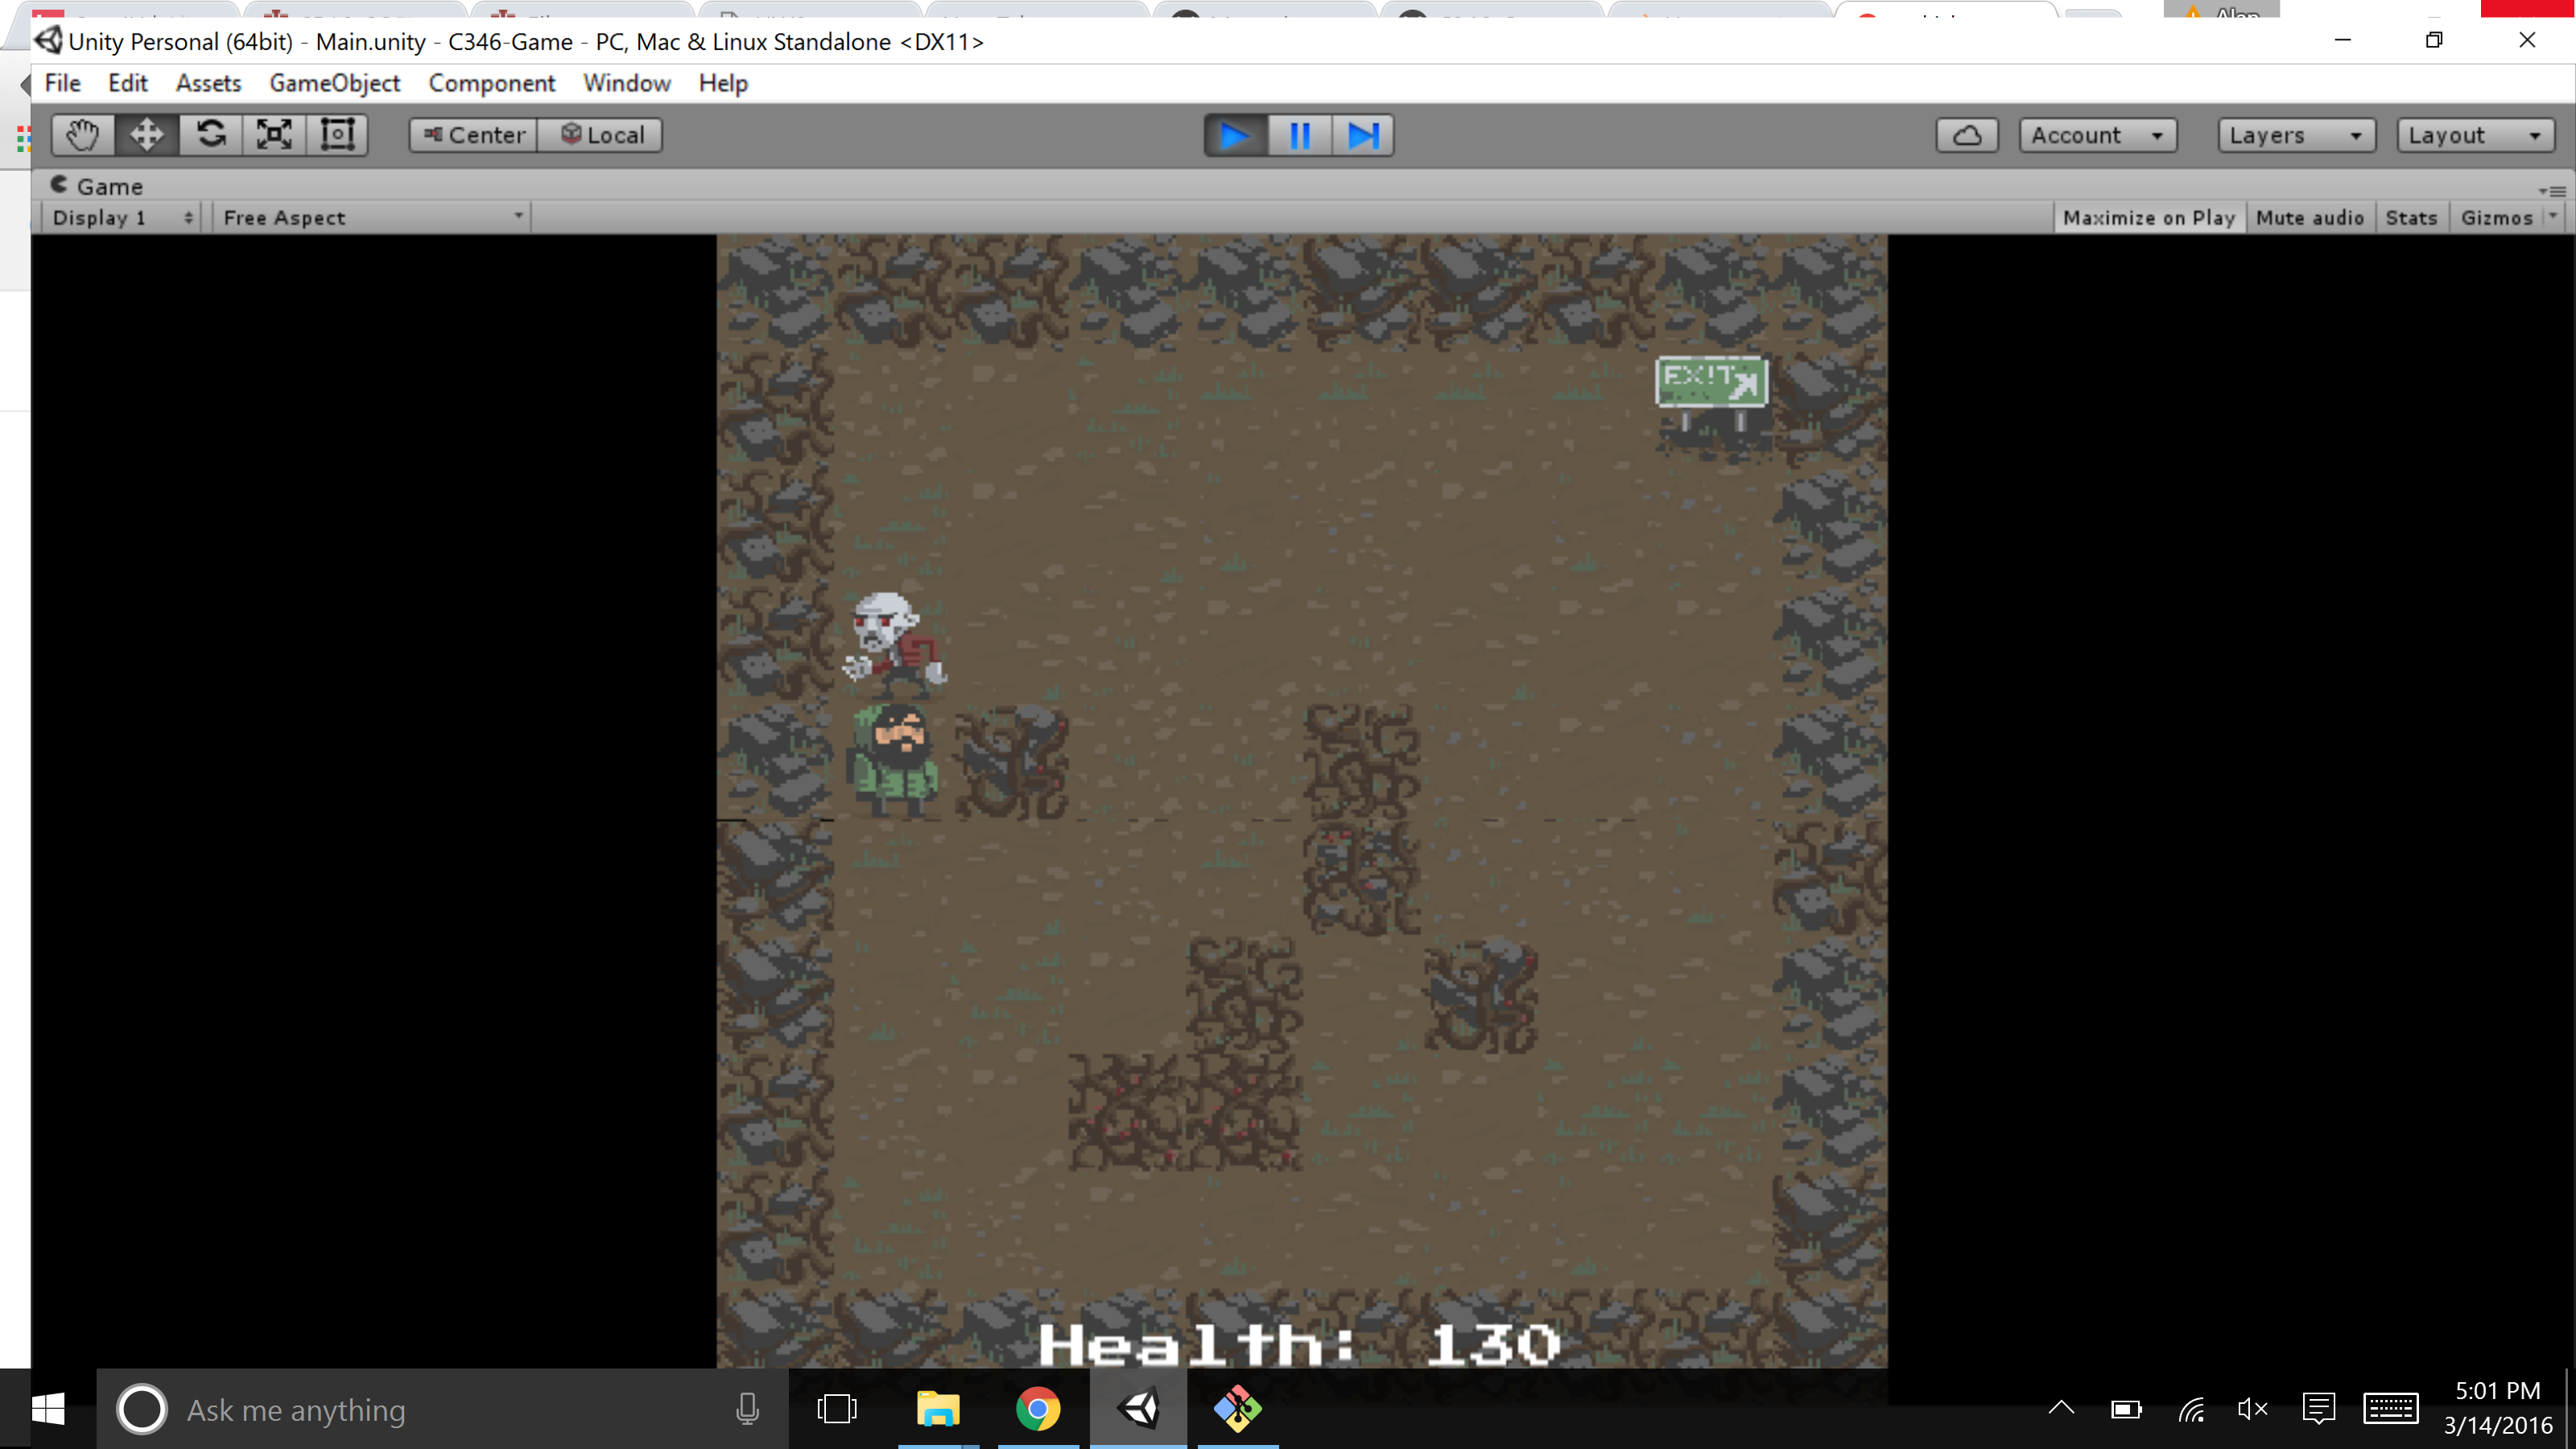 Unity Personal (64bit) - Main.unity - C346-Game - PC, Mac & Linux Standalone <DX11>
File Edit Assets GameObject Component Window Help
Center Local Account Layers Layout
Game
Display 1 Free Aspect Maximize on Play Mute audio Stats Gizmos
EXIT
Health: 130
Ask me anything
5:01 PM
3/14/2016